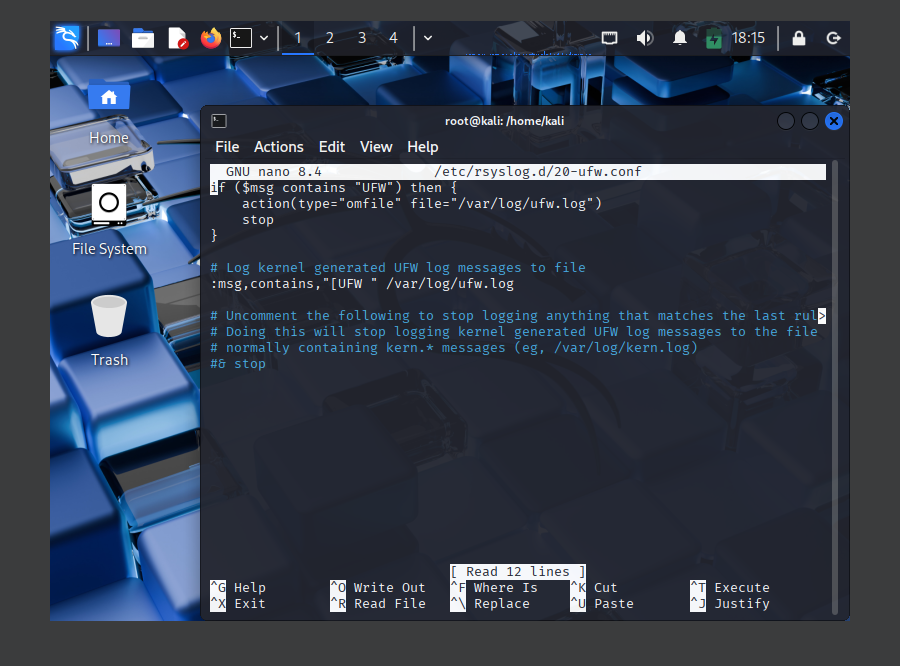 1 2 3 4 18:15
Home
File System
Trash
root@kali: /home/kali
File Actions Edit View Help
GNU nano 8.4 /etc/rsyslog.d/20-ufw.conf
if ($msg contains "UFW") then {
    action(type="omfile" file="/var/log/ufw.log")
    stop
}
# Log kernel generated UFW log messages to file
:msg,contains,"[UFW " /var/log/ufw.log
# Uncomment the following to stop logging anything that matches the last rul>
# Doing this will stop logging kernel generated UFW log messages to the file
# normally containing kern.* messages (eg, /var/log/kern.log)
#& stop
[ Read 12 lines ]
^G Help ^O Write Out ^F Where Is ^K Cut ^T Execute
^X Exit ^R Read File ^\ Replace ^U Paste ^J Justify